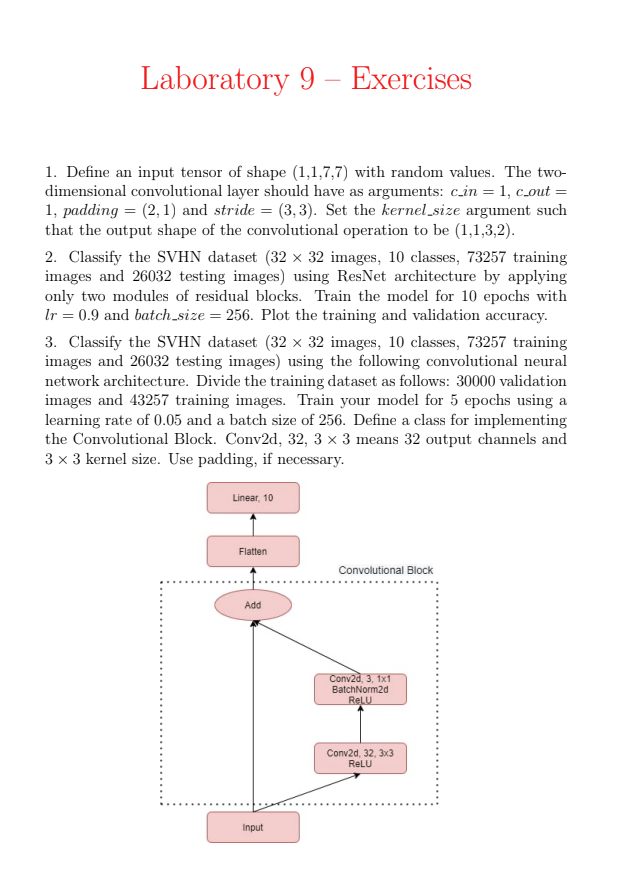 Laboratory 9 – Exercises
1. Define an input tensor of shape (1,1,7,7) with random values. The two-
dimensional convolutional layer should have as arguments: c_in = 1, c_out =
1, padding = (2, 1) and stride = (3, 3). Set the kernel_size argument such
that the output shape of the convolutional operation to be (1,1,3,2).
2. Classify the SVHN dataset (32 × 32 images, 10 classes, 73257 training
images and 26032 testing images) using ResNet architecture by applying
only two modules of residual blocks. Train the model for 10 epochs with
lr = 0.9 and batch_size = 256. Plot the training and validation accuracy.
3. Classify the SVHN dataset (32 × 32 images, 10 classes, 73257 training
images and 26032 testing images) using the following convolutional neural
network architecture. Divide the training dataset as follows: 30000 validation
images and 43257 training images. Train your model for 5 epochs using a
learning rate of 0.05 and a batch size of 256. Define a class for implementing
the Convolutional Block. Conv2d, 32, 3 × 3 means 32 output channels and
3 × 3 kernel size. Use padding, if necessary.
Linear, 10
Flatten
Convolutional Block
Add
Conv2d, 3, 1x1
BatchNorm2d
ReLU
Conv2d, 32, 3x3
ReLU
Input